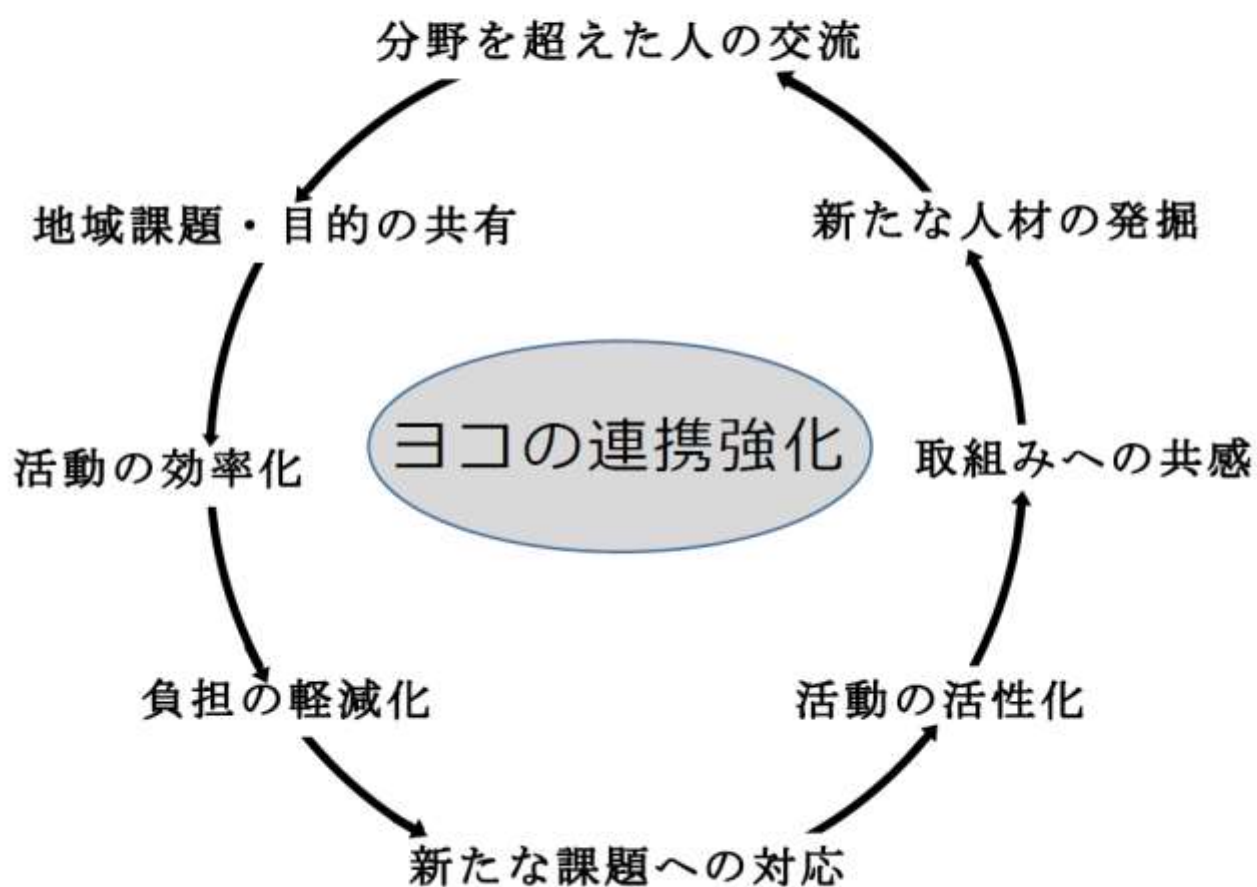 分野を超えた人の交流
地域課題・目的の共有
新たな人材の発掘
ヨコの連携強化
活動の効率化
取組みへの共感
負担の軽減化
活動の活性化
新たな課題への対応